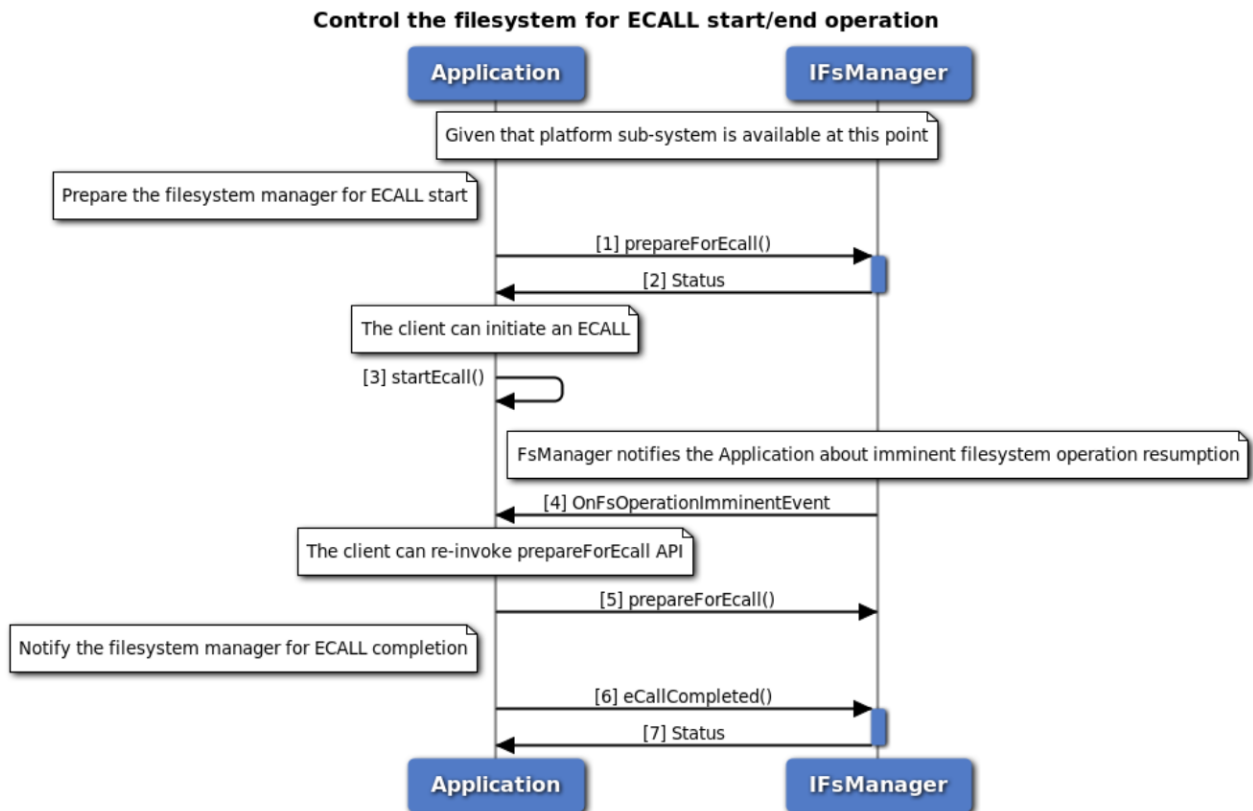 Control the filesystem for ECALL start/end operation
Application
IFsManager
Given that platform sub-system is available at this point
Prepare the filesystem manager for ECALL start
[1] prepareForEcall()
[2] Status
The client can initiate an ECALL
[3] startEcall()
FsManager notifies the Application about imminent filesystem operation resumption
[4] OnFsOperationImminentEvent
The client can re-invoke prepareForEcall API
[5] prepareForEcall()
Notify the filesystem manager for ECALL completion
[6] eCallCompleted()
[7] Status
Application
IFsManager